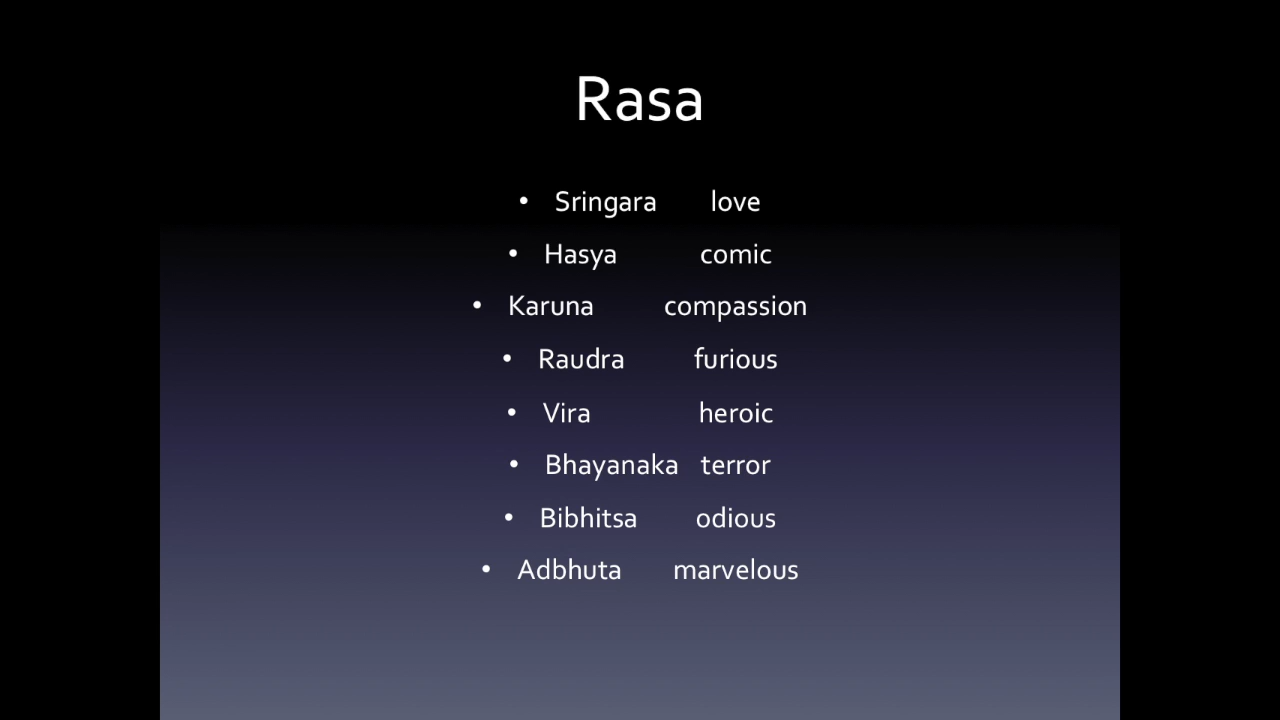 Rasa
• Sringara love
• Hasya comic
• Karuna compassion
• Raudra furious
• Vira heroic
• Bhayanaka terror
• Bibhitsa odious
• Adbhuta marvelous